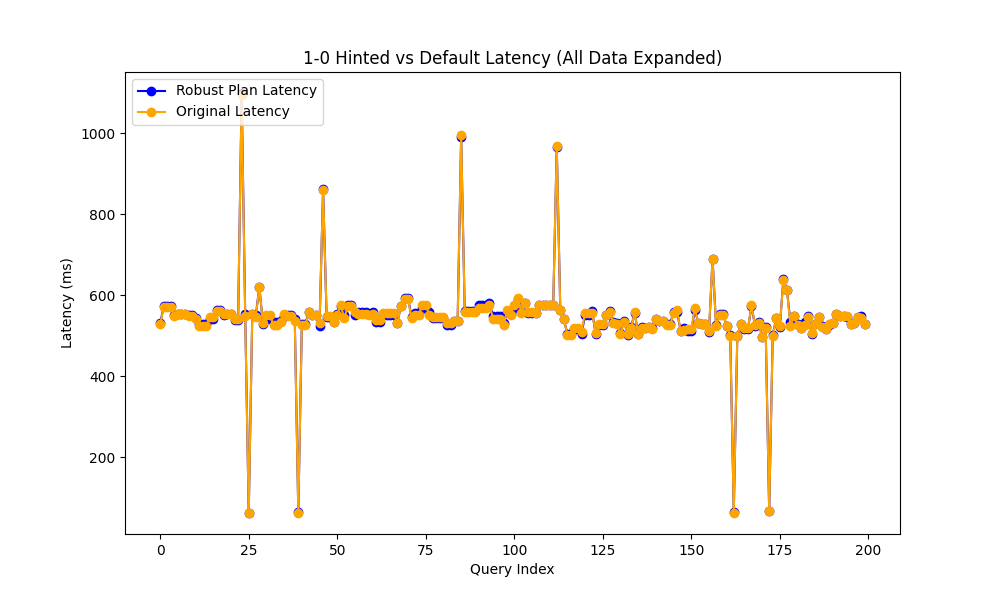 1-0 Hinted vs Default Latency (All Data Expanded)
Robust Plan Latency
Original Latency
1000
800
600
400
200
Latency (ms)
0 25 50 75 100 125 150 175 200
Query Index